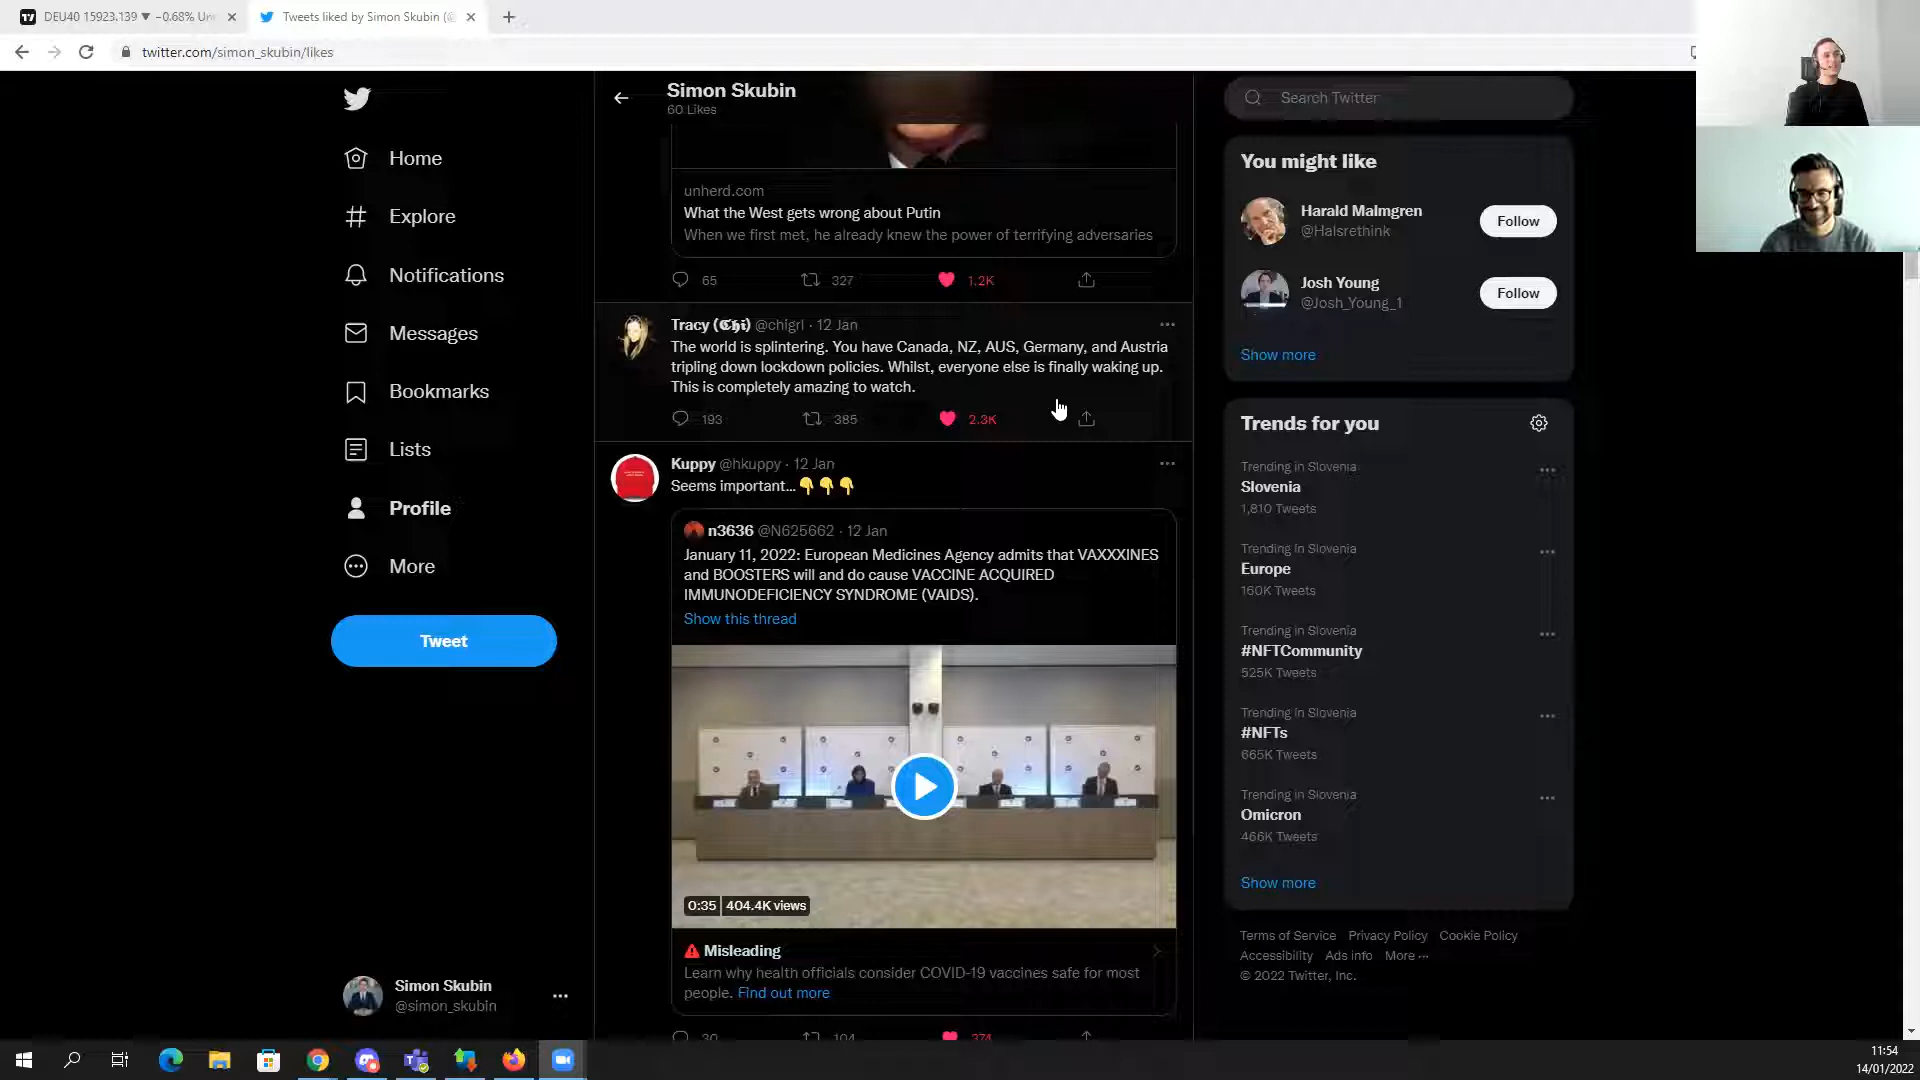 DEU40 15923.139 ▼ −0.68% Un
Tweets liked by Simon Skubin (@
twitter.com/simon_skubin/likes
Simon Skubin
60 Likes
unherd.com
What the West gets wrong about Putin
When we first met, he already knew the power of terrifying adversaries
65 327 1.2K
Tracy @chigrl · 12 Jan
The world is splintering. You have Canada, NZ, AUS, Germany, and Austria
tripling down lockdown policies. Whilst, everyone else is finally waking up.
This is completely amazing to watch.
193 385 2.3K
Kuppy @hkuppy · 12 Jan
Seems important...👇👇👇
n3636 @N625662 · 12 Jan
January 11, 2022: European Medicines Agency admits that VAXXXINES
and BOOSTERS will and do cause VACCINE ACQUIRED
IMMUNODEFICIENCY SYNDROME (VAIDS).
Show this thread
0:35 404.4K views
Misleading
Learn why health officials consider COVID-19 vaccines safe for most
people. Find out more
30 104 374
Home
Explore
Notifications
Messages
Bookmarks
Lists
Profile
More
Tweet
Simon Skubin
@simon_skubin
Search Twitter
You might like
Harald Malmgren
@Halsrethink
Follow
Josh Young
@Josh_Young_1
Follow
Show more
Trends for you
Trending in Slovenia
Slovenia
1,810 Tweets
Trending in Slovenia
Europe
160K Tweets
Trending in Slovenia
#NFTCommunity
525K Tweets
Trending in Slovenia
#NFTs
665K Tweets
Trending in Slovenia
Omicron
466K Tweets
Show more
Terms of Service Privacy Policy Cookie Policy
Accessibility Ads info More ···
© 2022 Twitter, Inc.
11:54
14/01/2022